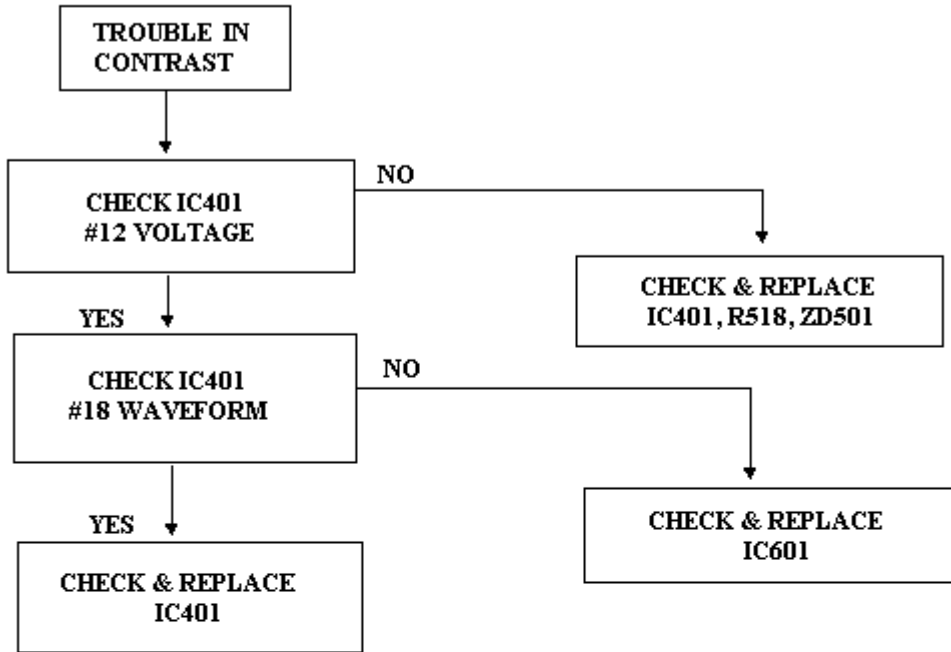 TROUBLE IN
CONTRAST
NO
CHECK IC401
#12 VOLTAGE
CHECK & REPLACE
IC401, R518, ZD501
YES
NO
CHECK IC401
#18 WAVEFORM
CHECK & REPLACE
IC601
YES
CHECK & REPLACE
IC401